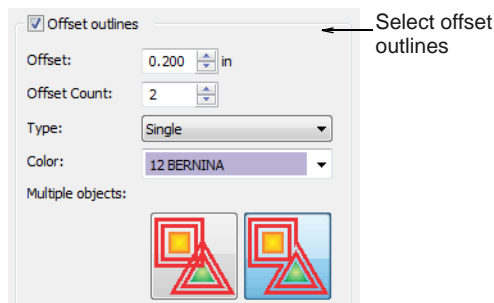 Offset outlines
Select offset
outlines
Offset: 0.200 in
Offset Count: 2
Type: Single
Color: 12 BERNINA
Multiple objects: